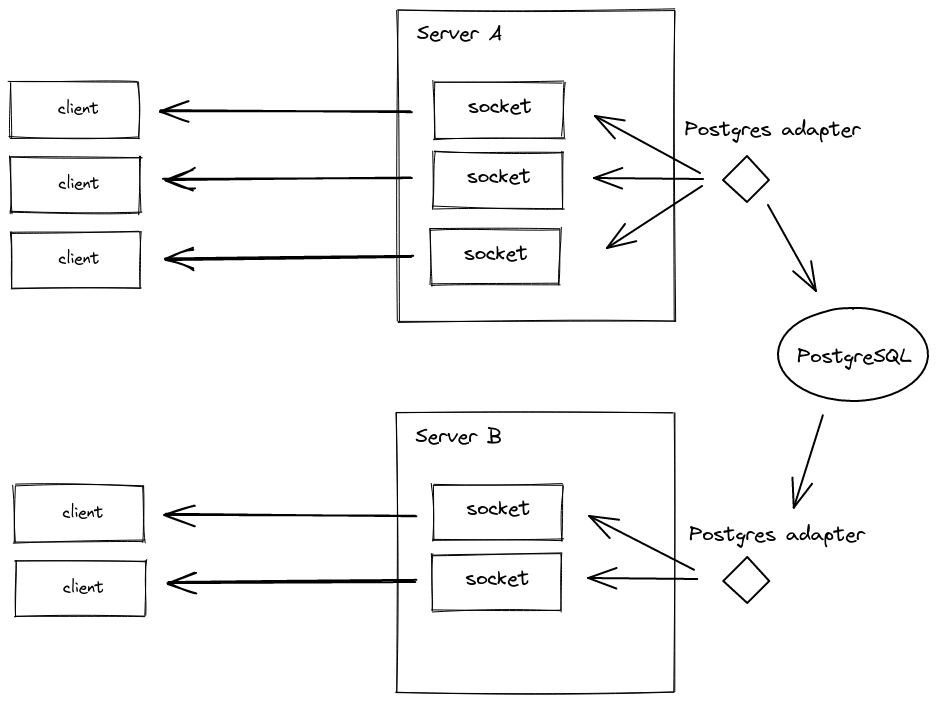 Server A
client
socket
Postgres adapter
client
socket
client
socket
PostgreSQL
Server B
client
socket
Postgres adapter
client
socket